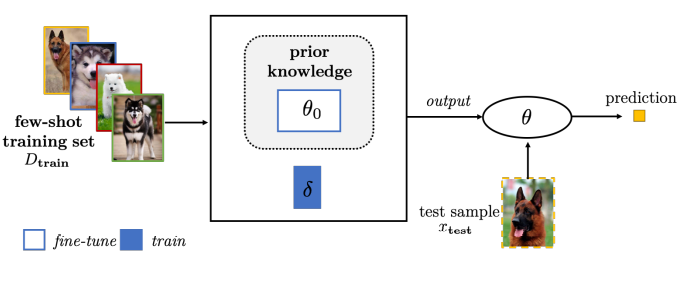 few-shot
training set
D_train
prior
knowledge
θ₀
δ
output
θ
prediction
test sample
x_test
fine-tune
train